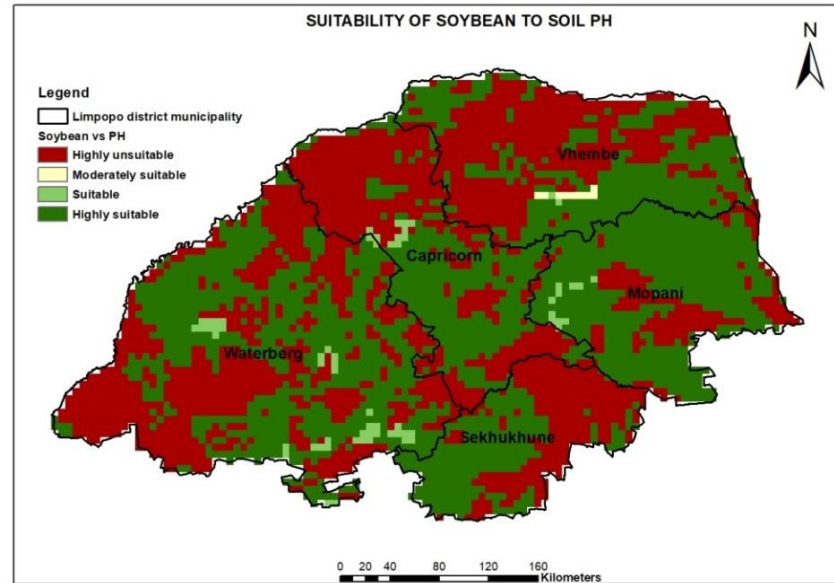 SUITABILITY OF SOYBEAN TO SOIL PH
N
Legend
Limpopo district municipality
Soybean vs PH
Highly unsuitable
Moderately suitable
Suitable
Highly suitable
Vhembe
Capricorn
Mopani
Waterberg
Sekhukhune
0 20 40 80 120 160
Kilometers